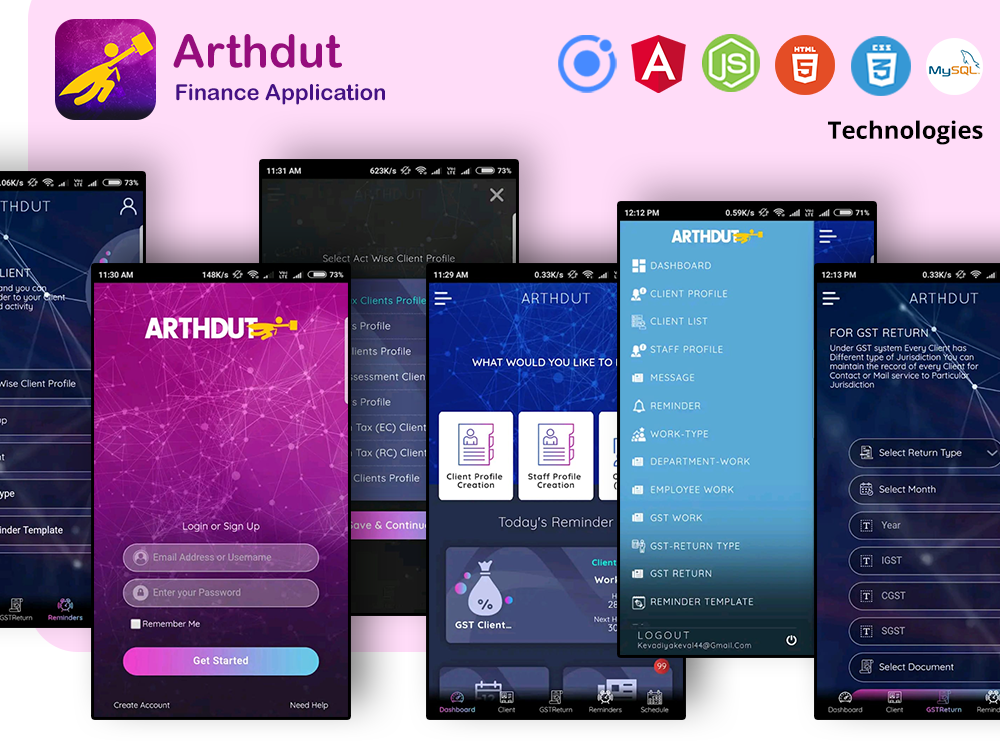 Arthdut
Finance Application
HTML
5
CSS
3
JS
A
MySQL
Technologies
.06K/s
73%
THDUT
LIENT
and you can
der to your Client
d activity
Wise Client Profile
up
nt
ype
nder Template
GSTReturn
Reminders
11:30 AM
148K/s
73%
ARTHDUT
Login or Sign Up
Email Address or Username
Enter your Password
Remember Me
Get Started
Create Account
Need Help
11:31 AM
623K/s
73%
ARTHDUT
Select Act Wise Client Profile
x Clients Profile
s Profile
lients Profile
ssessment Clien
s Profile
n Tax (EC) Client
n Tax (RC) Client
Clients Profile
Save & Continu
11:29 AM
0.33K/s
ARTHDUT
WHAT WOULD YOU LIKE TO
Client Profile
Creation
Staff Profile
Creation
Today's Reminder
Client
Work
28
Next H
30
%
GST Client...
99
Dashboard
Client
GSTReturn
Reminders
Schedule
12:12 PM
0.59K/s
71%
ARTHDUT
DASHBOARD
CLIENT PROFILE
CLIENT LIST
STAFF PROFILE
MESSAGE
REMINDER
WORK-TYPE
DEPARTMENT-WORK
EMPLOYEE WORK
GST WORK
GST-RETURN TYPE
GST RETURN
REMINDER TEMPLATE
LOGOUT
Kevadiyakeval44@Gmail.Com
12:13 PM
0.33K/s
ARTHDUT
FOR GST RETURN
Under GST system Every Client has
Different type of Jurisdiction You can
maintain the record of every Client for
Contact or Mail service to Particular
Jurisdiction
Select Return Type
Select Month
Year
IGST
CGST
SGST
Select Document
Dashboard
Client
GSTReturn
Remind